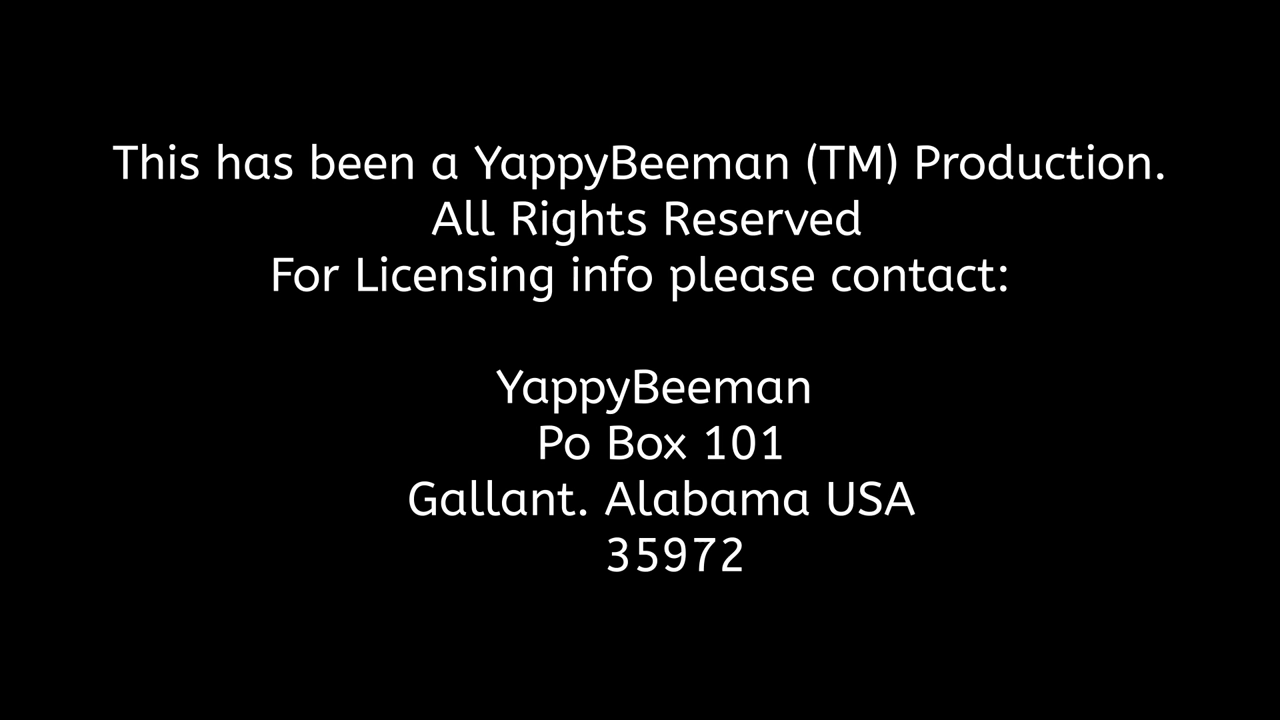 This has been a YappyBeeman (TM) Production.
All Rights Reserved
For Licensing info please contact:
YappyBeeman
Po Box 101
Gallant. Alabama USA
35972